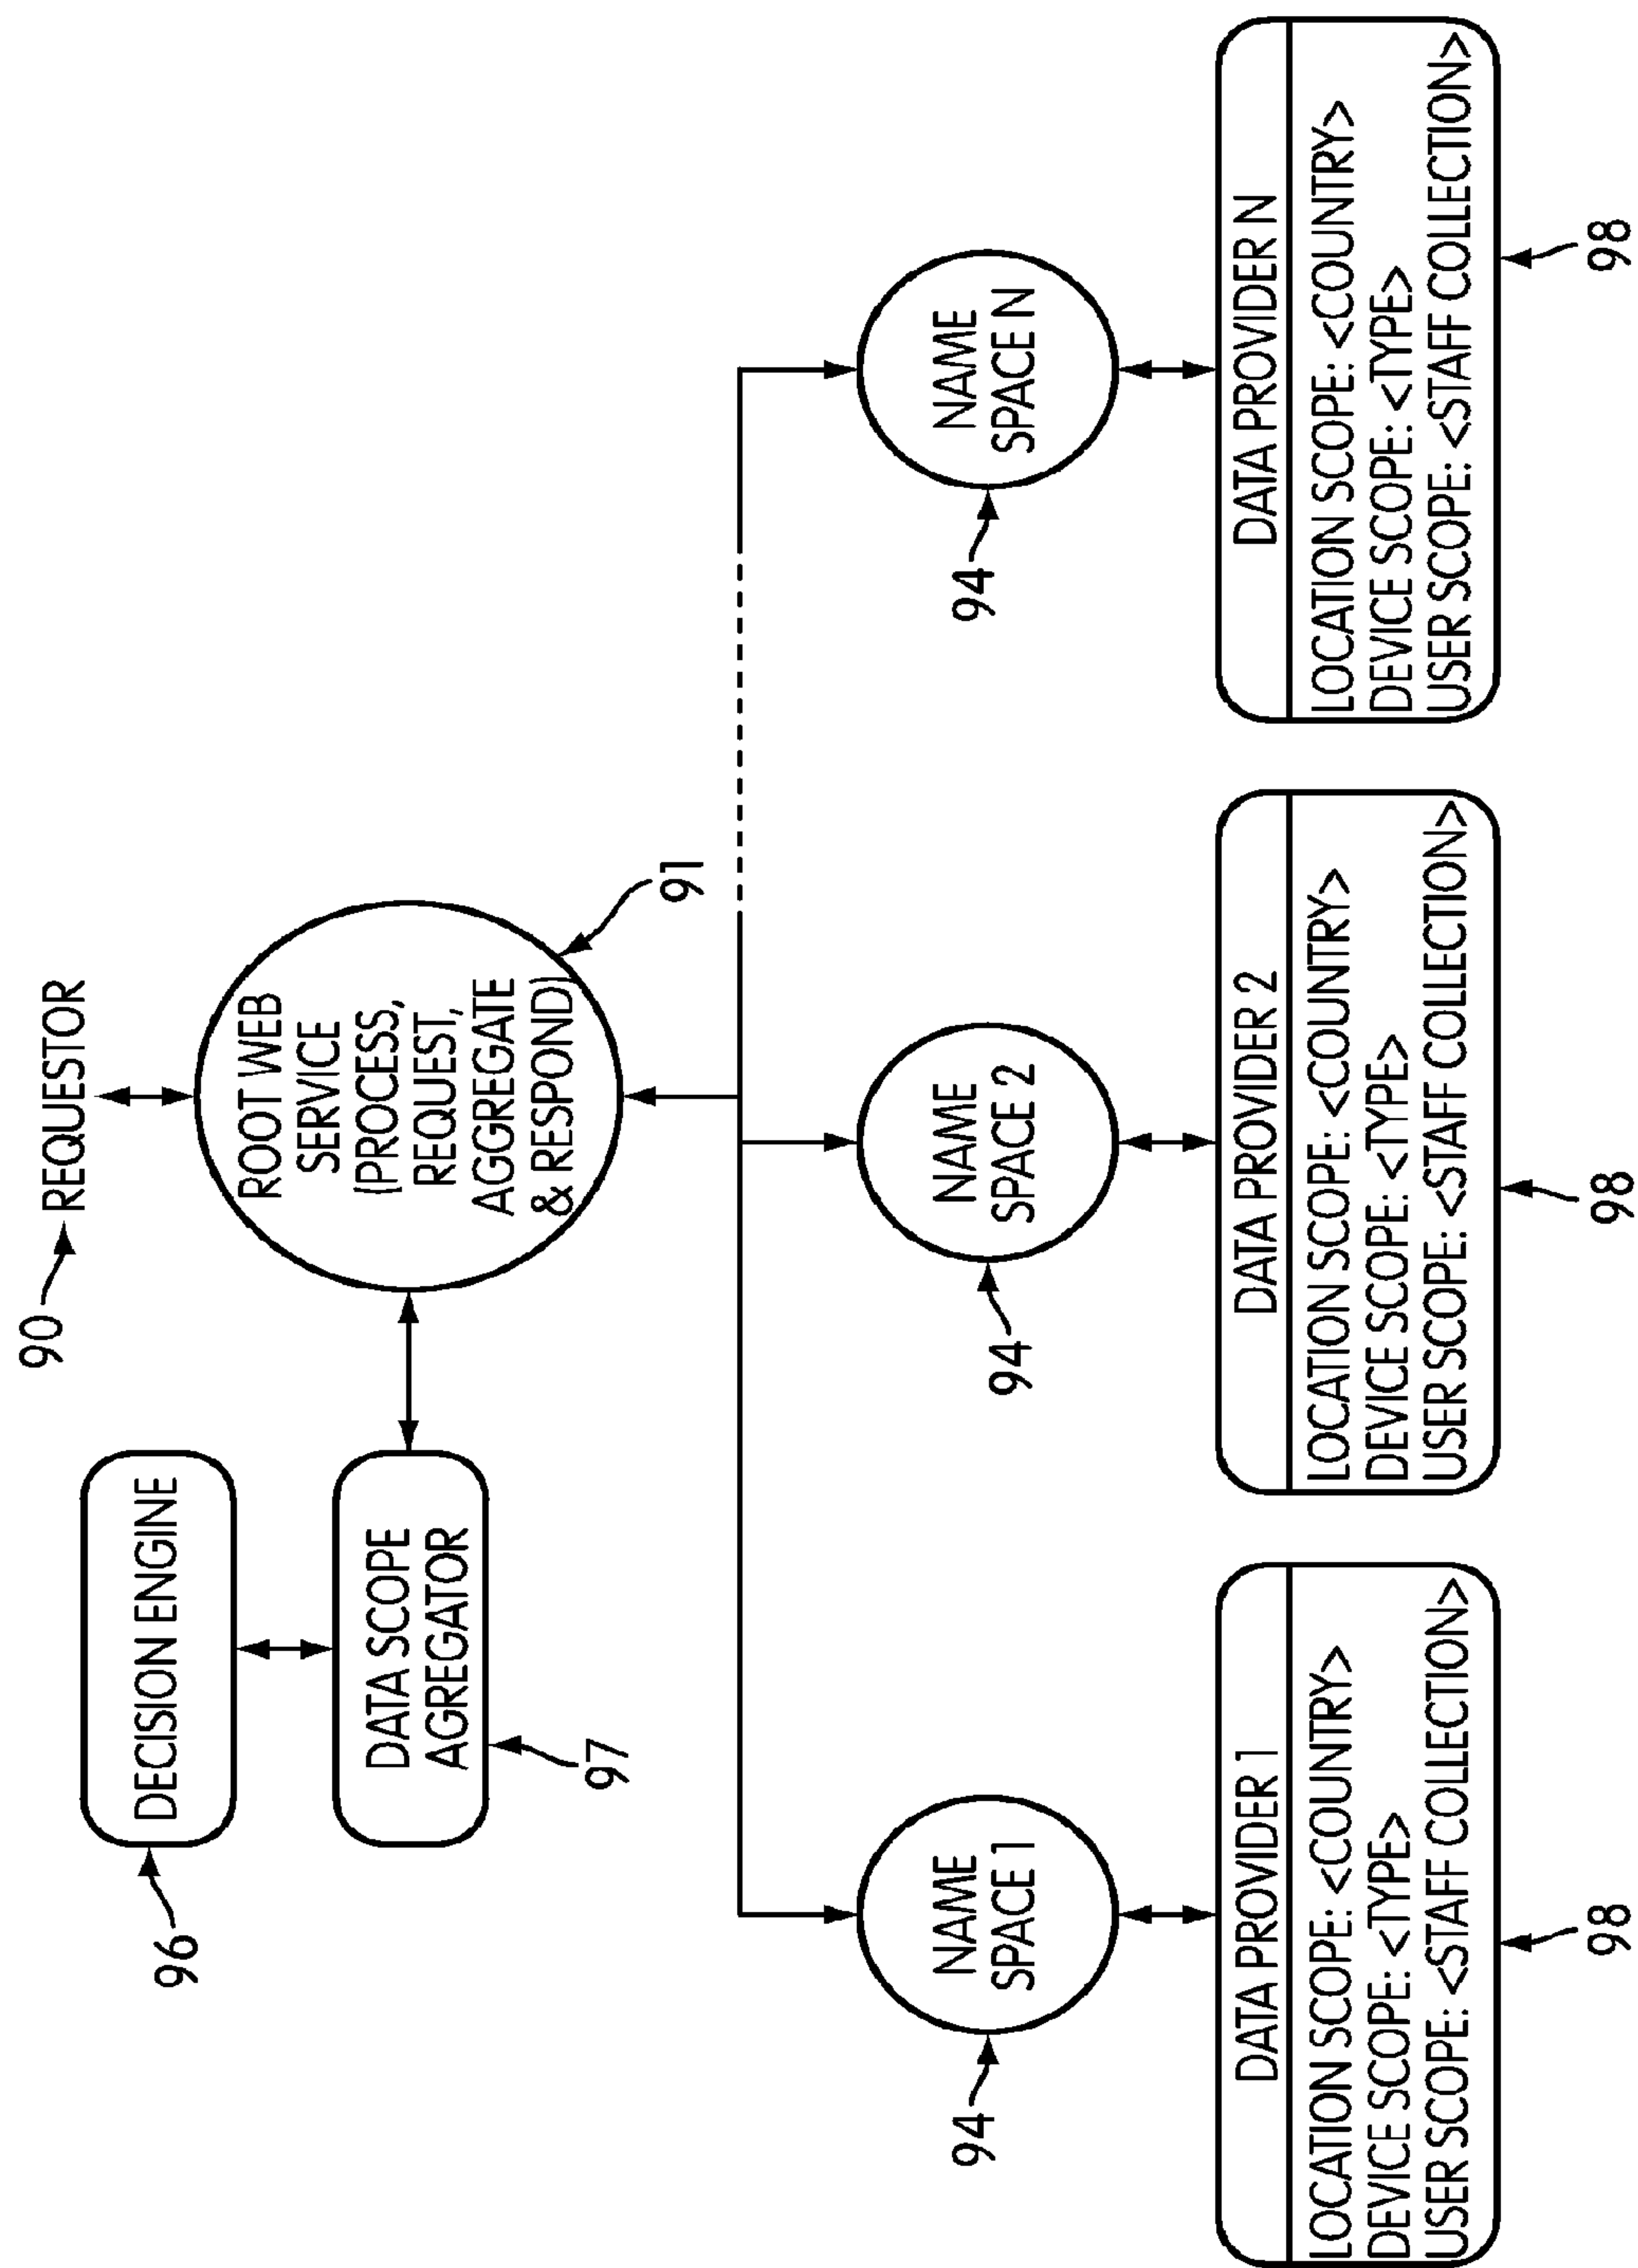 90
REQUESTOR
DECISION ENGINE
96
ROOT WEB
SERVICE
(PROCESS,
REQUEST,
AGGREGATE
& RESPOND)
91
DATA SCOPE
AGREGATOR
97
NAME
SPACE 1
94
NAME
SPACE 2
94
NAME
SPACE N
94
DATA PROVIDER 1
LOCATION SCOPE: <COUNTRY>
DEVICE SCOPE: <TYPE>
USER SCOPE: <STAFF COLLECTION>
98
DATA PROVIDER 2
LOCATION SCOPE: <COUNTRY>
DEVICE SCOPE: <TYPE>
USER SCOPE: <STAFF COLLECTION>
98
DATA PROVIDER N
LOCATION SCOPE: <COUNTRY>
DEVICE SCOPE: <TYPE>
USER SCOPE: <STAFF COLLECTION>
98